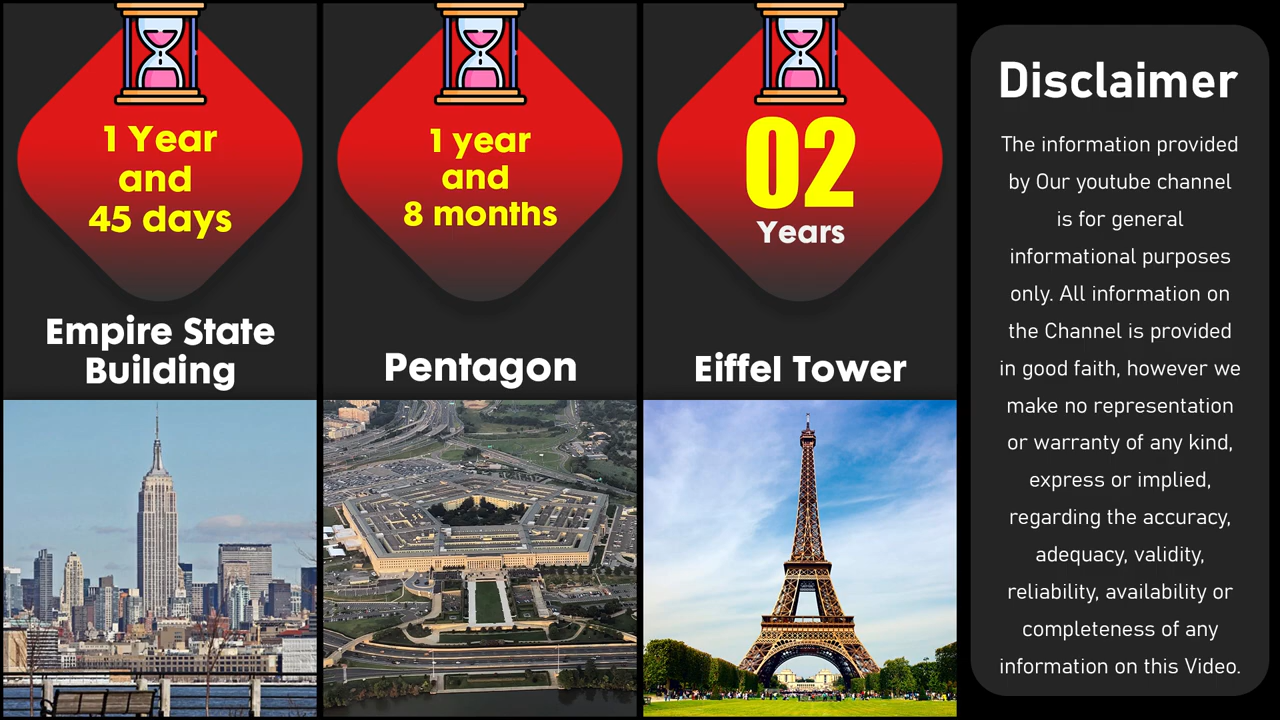 1 Year
and
45 days
Empire State
Building
1 year
and
8 months
Pentagon
02
Years
Eiffel Tower
Disclaimer
The information provided
by Our youtube channel
is for general
informational purposes
only. All information on
the Channel is provided
in good faith, however we
make no representation
or warranty of any kind,
express or implied,
regarding the accuracy,
adequacy, validity,
reliability, availability or
completeness of any
information on this Video.